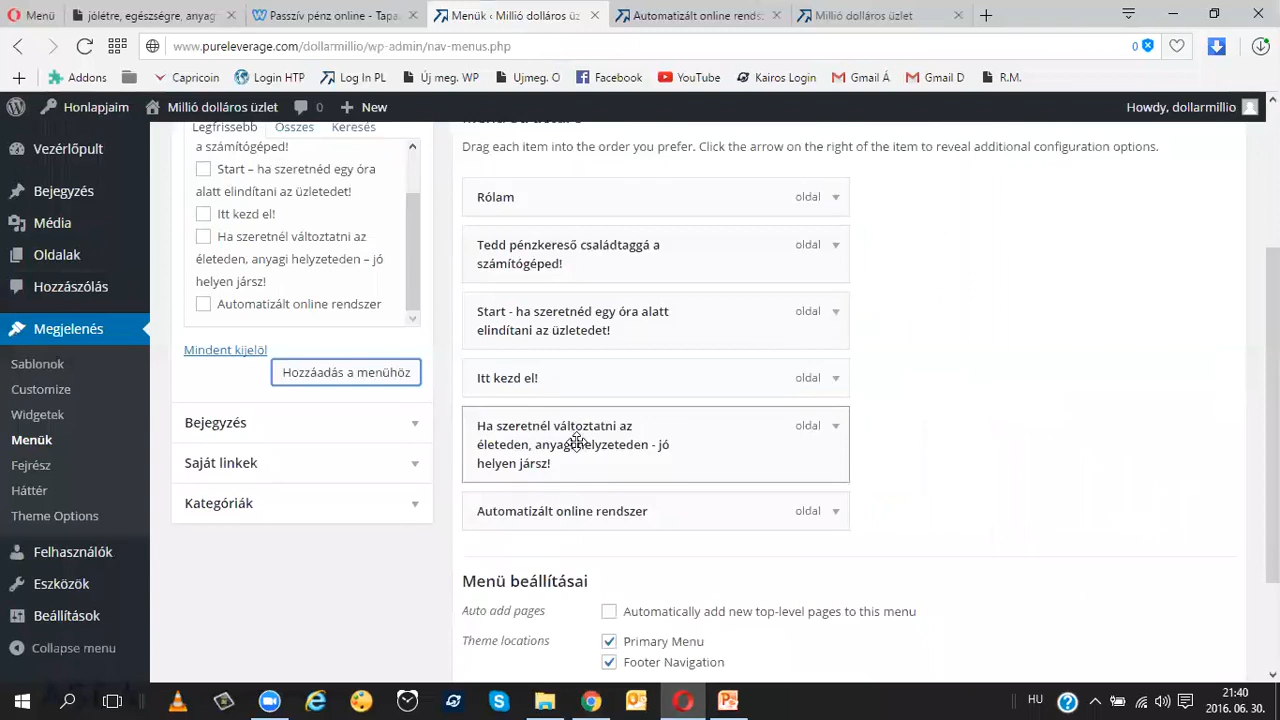 jólétre, egészségre, anyag
Passzív pénz online - Tapa
Menük ‹ Millió dolláros üz
Automatizált online rends:
Millió dolláros üzlet
www.pureleverage.com/dollarmillio/wp-admin/nav-menus.php
0
Addons
Capricoin
Login HTP
Log In PL
Új meg. WP
Ujmeg. O
Facebook
YouTube
Kairos Login
Gmail Á
Gmail D
R.M.
Honlapjaim
Millió dolláros üzlet
0
New
Howdy, dollarmillio
Vezérlőpult
Bejegyzés
Média
Oldalak
Hozzászólás
Megjelenés
Sablonok
Customize
Widgetek
Menük
Fejrész
Háttér
Theme Options
Felhasználók
Eszközök
Beállítások
Collapse menu
Legfrissebb
Összes
Keresés
a számítógéped!
Start – ha szeretnéd egy óra
alatt elindítani az üzletedet!
Itt kezd el!
Ha szeretnél változtatni az
életeden, anyagi helyzeteden – jó
helyen jársz!
Automatizált online rendszer
Mindent kijelöl
Hozzáadás a menühöz
Bejegyzés
Saját linkek
Kategóriák
Drag each item into the order you prefer. Click the arrow on the right of the item to reveal additional configuration options.
Rólam
oldal
Tedd pénzkereső családtaggá a
számítógéped!
oldal
Start - ha szeretnéd egy óra alatt
elindítani az üzletedet!
oldal
Itt kezd el!
oldal
Ha szeretnél változtatni az
életeden, anyagi helyzeteden - jó
helyen jársz!
oldal
Automatizált online rendszer
oldal
Menü beállításai
Auto add pages
Automatically add new top-level pages to this menu
Theme locations
Primary Menu
Footer Navigation
HU
21:40
2016. 06. 30.